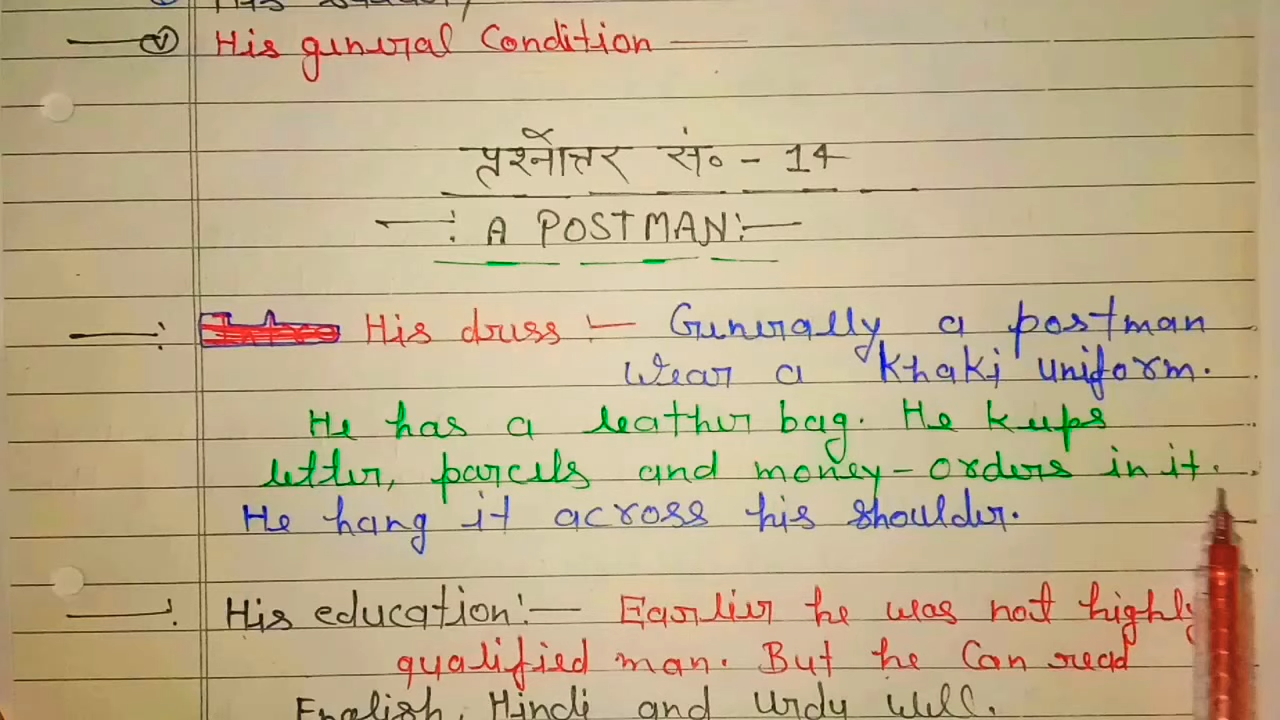 (v) His general Condition
प्रश्नोत्तर सं० - 14
A POSTMAN:-
His dress :- Generally a postman
wear a khaki uniform.
He has a leather bag. He keeps
letter, parcels and money-orders in it.
He hang it across his shoulder.
His education:- Earlier he was not highly
qualified man. But he Can read
English, Hindi and Urdy well.